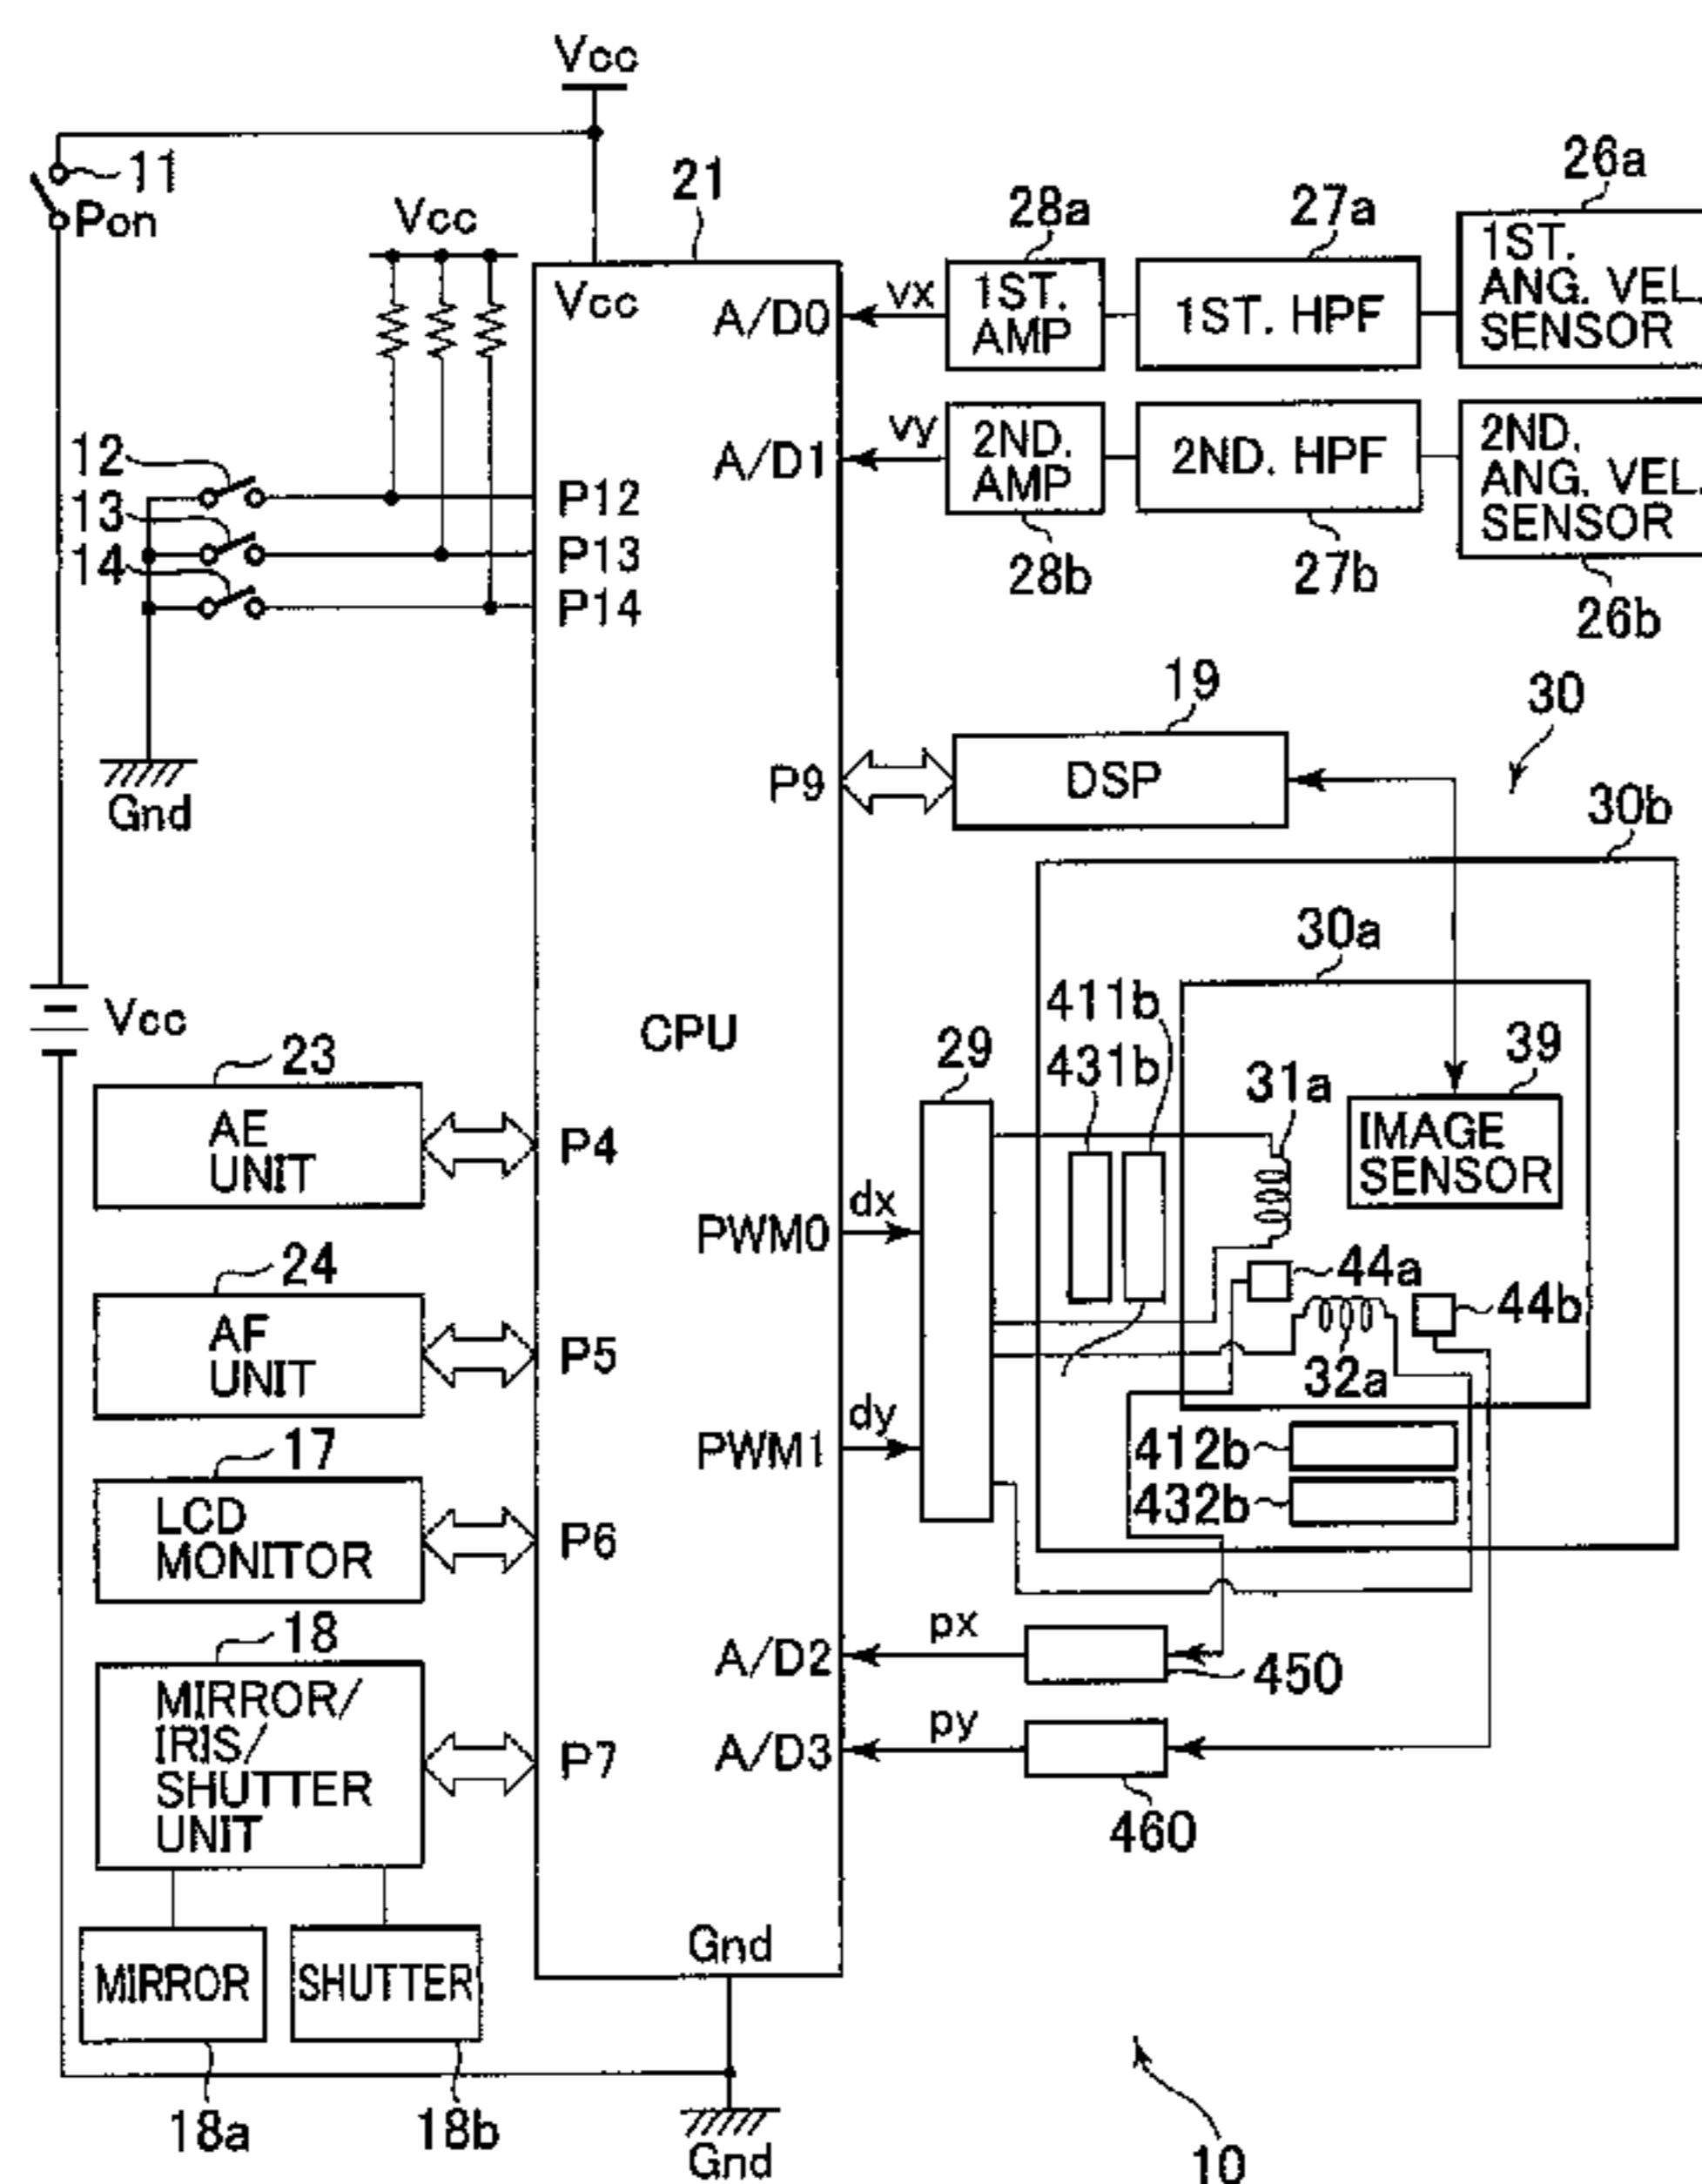 Vcc
11
Pon
Vcc
21
28a
27a
26a
Vcc
A/D0
vx
1ST.
AMP
1ST. HPF
1ST.
ANG. VEL.
SENSOR
A/D1
vy
2ND.
AMP
2ND. HPF
2ND.
ANG. VEL.
SENSOR
12
13
14
P12
P13
P14
28b
27b
26b
Gnd
P9
19
DSP
30
30b
30a
Vcc
CPU
29
411b
431b
31a
39
IMAGE
SENSOR
23
AE
UNIT
P4
PWM0
dx
44a
44b
32a
24
AF
UNIT
P5
PWM1
dy
412b
432b
17
LCD
MONITOR
P6
18
MIRROR/
IRIS/
SHUTTER
UNIT
P7
A/D2
px
450
A/D3
py
460
MIRROR
SHUTTER
Gnd
18a
18b
Gnd
10